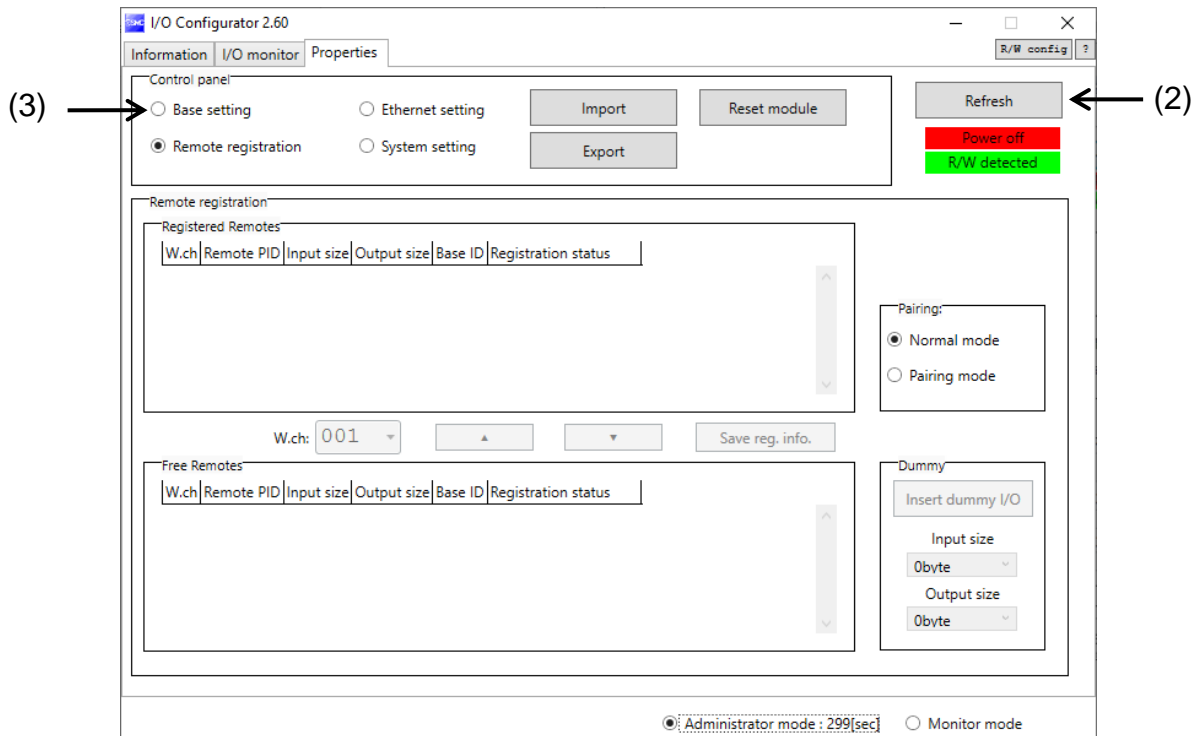 SMC I/O Configurator 2.60
Information I/O monitor Properties R/W config ?
Control panel
(3) Base setting Ethernet setting Import Reset module Refresh (2)
Power off
Remote registration System setting Export
R/W detected
Remote registration
Registered Remotes
W.ch Remote PID Input size Output size Base ID Registration status
Pairing:
Normal mode
Pairing mode
W.ch: 001 ▲ ▼ Save reg. info.
Free Remotes Dummy
W.ch Remote PID Input size Output size Base ID Registration status
Insert dummy I/O
Input size
0byte
Output size
0byte
Administrator mode : 299[sec] Monitor mode